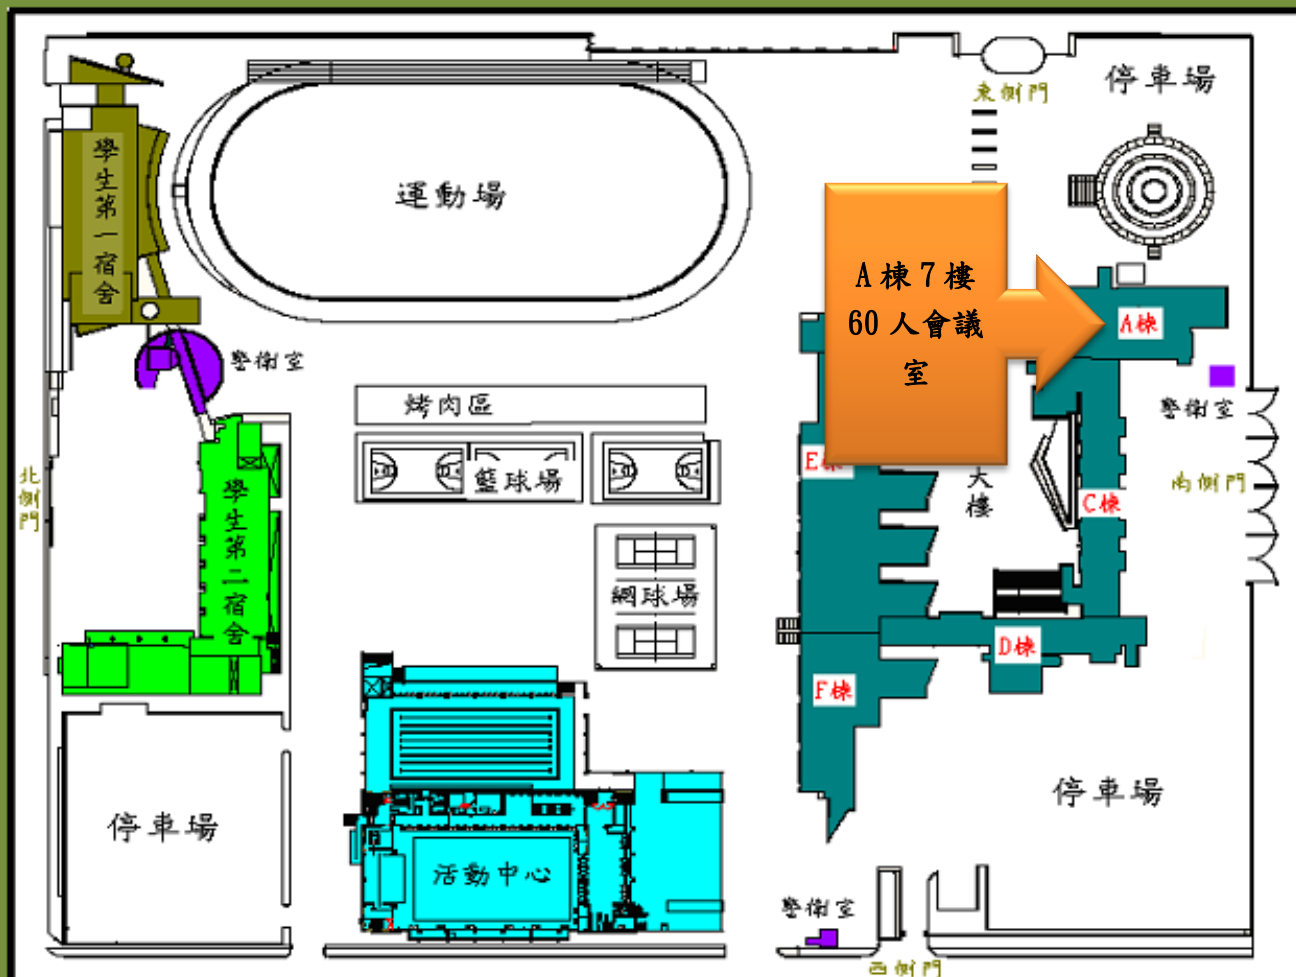 停車場
東側門
學生第一宿舍
運動場
A棟7樓
60人會議
室
A棟
警衛室
警衛室
烤肉區
E棟
籃球場
大樓
C棟
南側門
北側門
學生第二宿舍
網球場
D棟
F棟
停車場
停車場
活動中心
警衛室
西側門